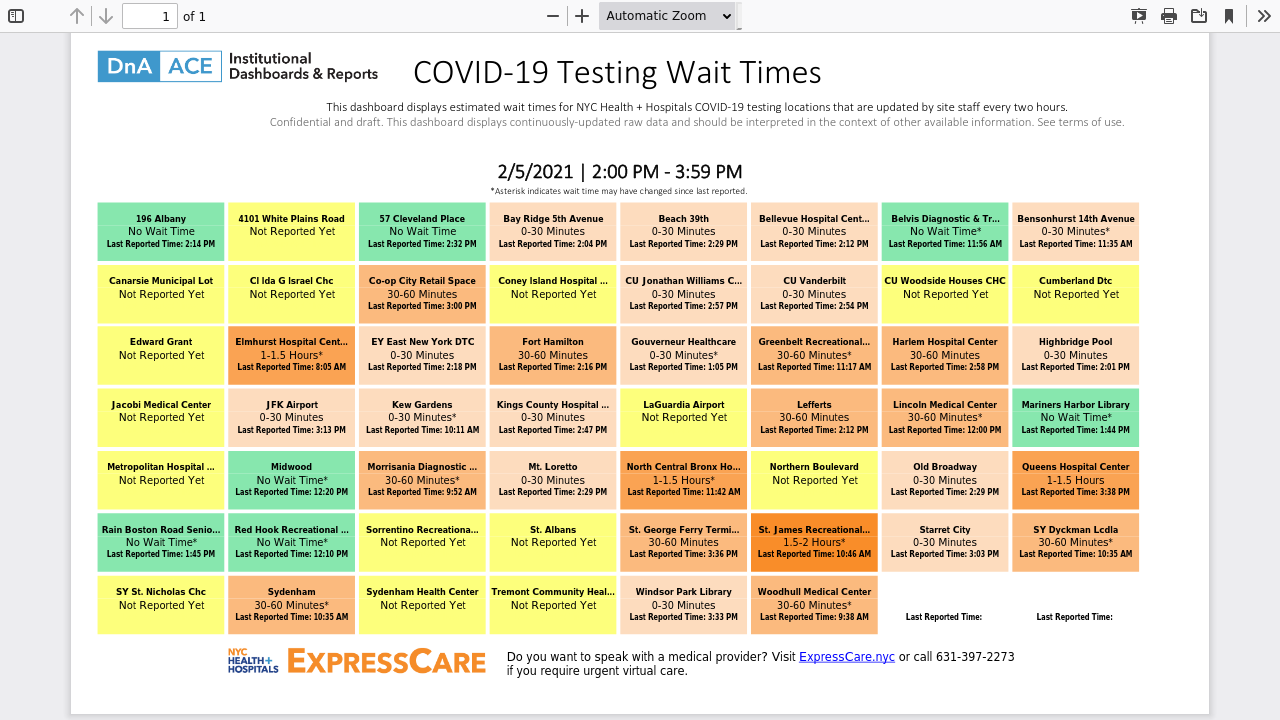 1 of 1 Automatic Zoom
DnA ACE Institutional
Dashboards & Reports
COVID-19 Testing Wait Times
This dashboard displays estimated wait times for NYC Health + Hospitals COVID-19 testing locations that are updated by site staff every two hours.
Confidential and draft. This dashboard displays continuously-updated raw data and should be interpreted in the context of other available information. See terms of use.
2/5/2021 | 2:00 PM - 3:59 PM
*Asterisk indicates wait time may have changed since last reported.
196 Albany
No Wait Time
Last Reported Time: 2:14 PM
4101 White Plains Road
Not Reported Yet
57 Cleveland Place
No Wait Time
Last Reported Time: 2:32 PM
Bay Ridge 5th Avenue
0-30 Minutes
Last Reported Time: 2:04 PM
Beach 39th
0-30 Minutes
Last Reported Time: 2:29 PM
Bellevue Hospital Cent...
0-30 Minutes
Last Reported Time: 2:12 PM
Belvis Diagnostic & Tr...
No Wait Time*
Last Reported Time: 11:56 AM
Bensonhurst 14th Avenue
0-30 Minutes*
Last Reported Time: 11:35 AM
Canarsie Municipal Lot
Not Reported Yet
CI Ida G Israel Chc
Not Reported Yet
Co-op City Retail Space
30-60 Minutes
Last Reported Time: 3:00 PM
Coney Island Hospital ...
Not Reported Yet
CU Jonathan Williams C...
0-30 Minutes
Last Reported Time: 2:57 PM
CU Vanderbilt
0-30 Minutes
Last Reported Time: 2:54 PM
CU Woodside Houses CHC
Not Reported Yet
Cumberland Dtc
Not Reported Yet
Edward Grant
Not Reported Yet
Elmhurst Hospital Cent...
1-1.5 Hours*
Last Reported Time: 8:05 AM
EY East New York DTC
0-30 Minutes
Last Reported Time: 2:18 PM
Fort Hamilton
30-60 Minutes
Last Reported Time: 2:16 PM
Gouverneur Healthcare
0-30 Minutes*
Last Reported Time: 1:05 PM
Greenbelt Recreational...
30-60 Minutes*
Last Reported Time: 11:17 AM
Harlem Hospital Center
30-60 Minutes
Last Reported Time: 2:58 PM
Highbridge Pool
0-30 Minutes
Last Reported Time: 2:01 PM
Jacobi Medical Center
Not Reported Yet
JFK Airport
0-30 Minutes
Last Reported Time: 3:13 PM
Kew Gardens
0-30 Minutes*
Last Reported Time: 10:11 AM
Kings County Hospital ...
0-30 Minutes
Last Reported Time: 2:47 PM
LaGuardia Airport
Not Reported Yet
Lefferts
30-60 Minutes
Last Reported Time: 2:12 PM
Lincoln Medical Center
30-60 Minutes*
Last Reported Time: 12:00 PM
Mariners Harbor Library
No Wait Time*
Last Reported Time: 1:44 PM
Metropolitan Hospital ...
Not Reported Yet
Midwood
No Wait Time*
Last Reported Time: 12:20 PM
Morrisania Diagnostic ...
30-60 Minutes*
Last Reported Time: 9:52 AM
Mt. Loretto
0-30 Minutes
Last Reported Time: 2:29 PM
North Central Bronx Ho...
1-1.5 Hours*
Last Reported Time: 11:42 AM
Northern Boulevard
Not Reported Yet
Old Broadway
0-30 Minutes
Last Reported Time: 2:29 PM
Queens Hospital Center
1-1.5 Hours
Last Reported Time: 3:38 PM
Rain Boston Road Senio...
No Wait Time*
Last Reported Time: 1:45 PM
Red Hook Recreational ...
No Wait Time*
Last Reported Time: 12:10 PM
Sorrentino Recreationa...
Not Reported Yet
St. Albans
Not Reported Yet
St. George Ferry Termi...
30-60 Minutes
Last Reported Time: 3:36 PM
St. James Recreational...
1.5-2 Hours*
Last Reported Time: 10:46 AM
Starret City
0-30 Minutes
Last Reported Time: 3:03 PM
SY Dyckman Lcdla
30-60 Minutes*
Last Reported Time: 10:35 AM
SY St. Nicholas Chc
Not Reported Yet
Sydenham
30-60 Minutes*
Last Reported Time: 10:35 AM
Sydenham Health Center
Not Reported Yet
Tremont Community Heal...
Not Reported Yet
Windsor Park Library
0-30 Minutes
Last Reported Time: 3:33 PM
Woodhull Medical Center
30-60 Minutes*
Last Reported Time: 9:38 AM
Last Reported Time:
Last Reported Time:
NYC
HEALTH+
HOSPITALS
EXPRESSCARE
Do you want to speak with a medical provider? Visit ExpressCare.nyc or call 631-397-2273
if you require urgent virtual care.